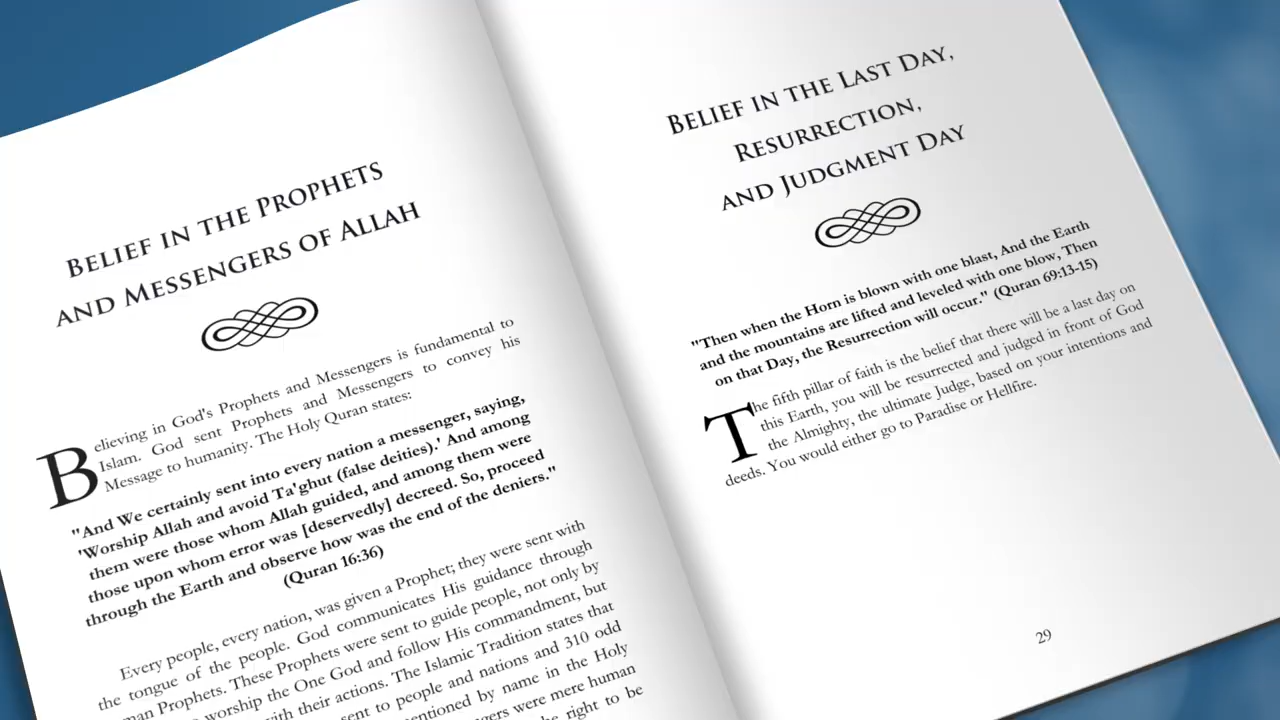 BELIEF IN THE PROPHETS
AND MESSENGERS OF ALLAH
Believing in God's Prophets and Messengers is fundamental to
Islam. God sent Prophets and Messengers to convey his
Message to humanity. The Holy Quran states:
"And We certainly sent into every nation a messenger, saying,
'Worship Allah and avoid Ta'ghut (false deities).' And among
them were those whom Allah guided, and among them were
those upon whom error was [deservedly] decreed. So, proceed
through the Earth and observe how was the end of the deniers."
(Quran 16:36)
Every people, every nation, was given a Prophet; they were sent with
the tongue of the people. God communicates His guidance through
man Prophets. These Prophets were sent to guide people, not only by
worship the One God and follow His commandment, but
with their actions. The Islamic Tradition states that
sent to people and nations and 310 odd
mentioned by name in the Holy
were mere human
right to be
BELIEF IN THE LAST DAY,
RESURRECTION,
AND JUDGMENT DAY
"Then when the Horn is blown with one blast, And the Earth
and the mountains are lifted and leveled with one blow, Then
on that Day, the Resurrection will occur." (Quran 69:13-15)
The fifth pillar of faith is the belief that there will be a last day on
this Earth, you will be resurrected and judged in front of God
the Almighty, the ultimate Judge, based on your intentions and
deeds. You would either go to Paradise or Hellfire.
29